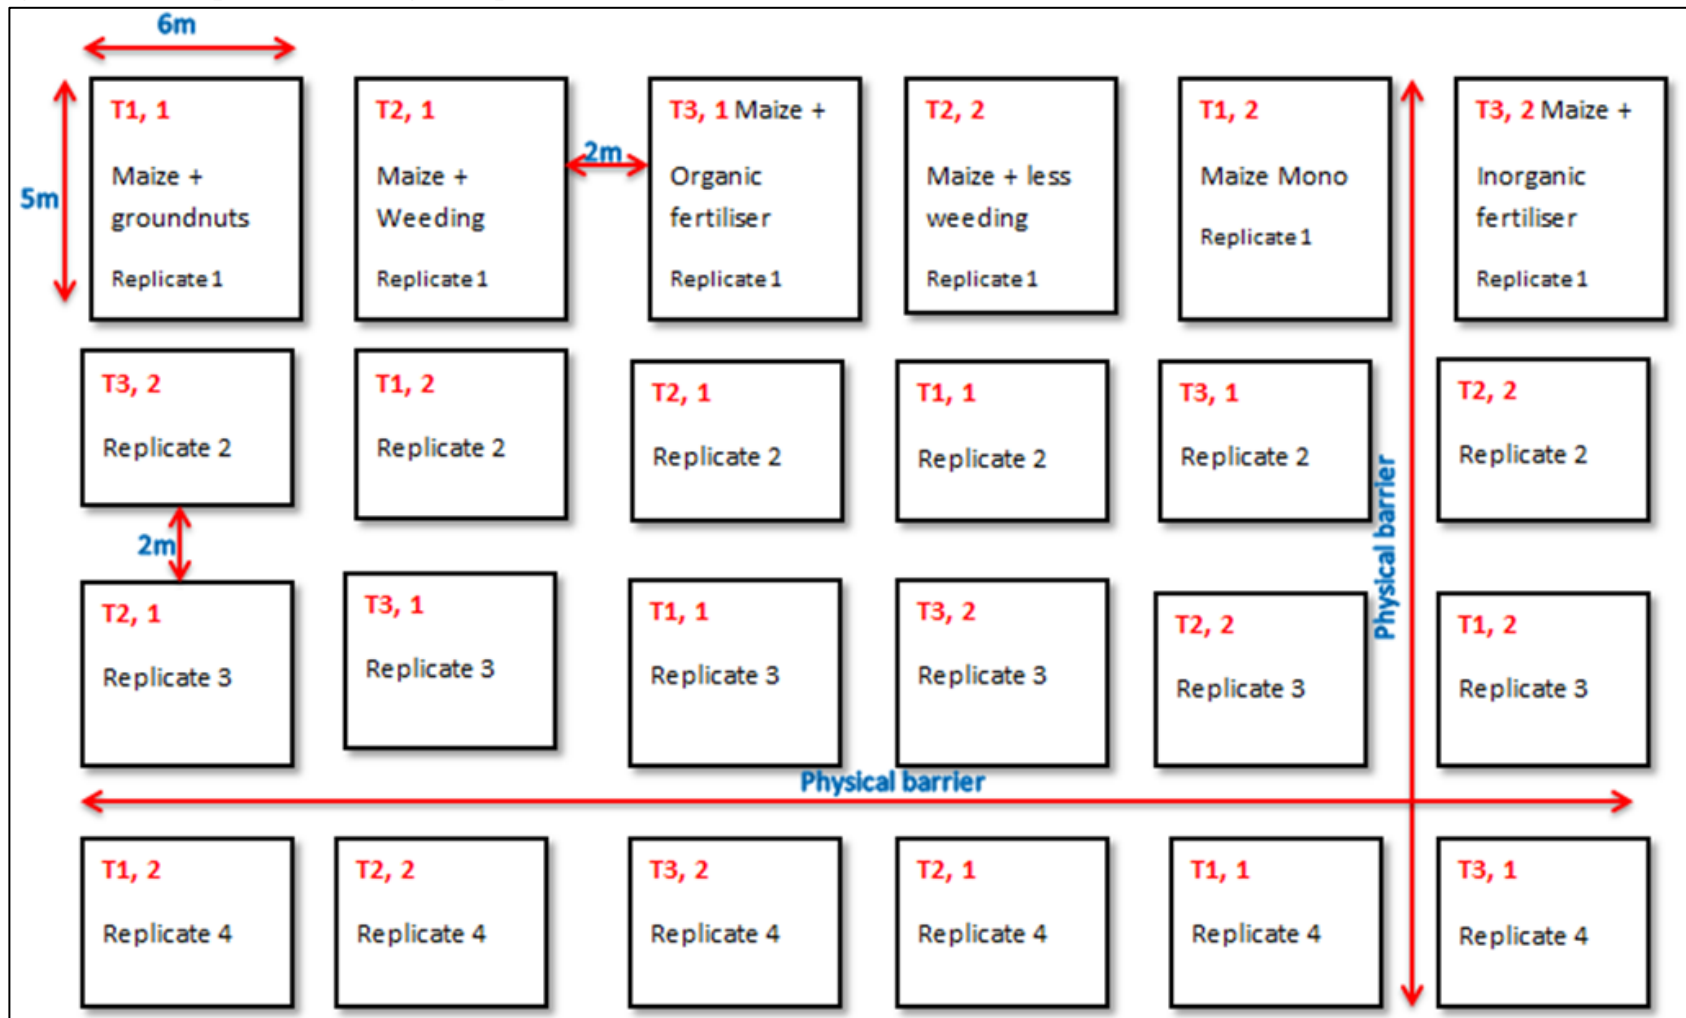 6m
5m
T1, 1
Maize +
groundnuts
Replicate 1
T2, 1
Maize +
Weeding
Replicate 1
2m
T3, 1 Maize +
Organic
fertiliser
Replicate 1
T2, 2
Maize + less
weeding
Replicate 1
T1, 2
Maize Mono
Replicate 1
T3, 2 Maize +
Inorganic
fertiliser
Replicate 1
Physical barrier
T3, 2
Replicate 2
T1, 2
Replicate 2
T2, 1
Replicate 2
T1, 1
Replicate 2
T3, 1
Replicate 2
T2, 2
Replicate 2
2m
T2, 1
Replicate 3
T3, 1
Replicate 3
T1, 1
Replicate 3
T3, 2
Replicate 3
T2, 2
Replicate 3
T1, 2
Replicate 3
Physical barrier
T1, 2
Replicate 4
T2, 2
Replicate 4
T3, 2
Replicate 4
T2, 1
Replicate 4
T1, 1
Replicate 4
T3, 1
Replicate 4